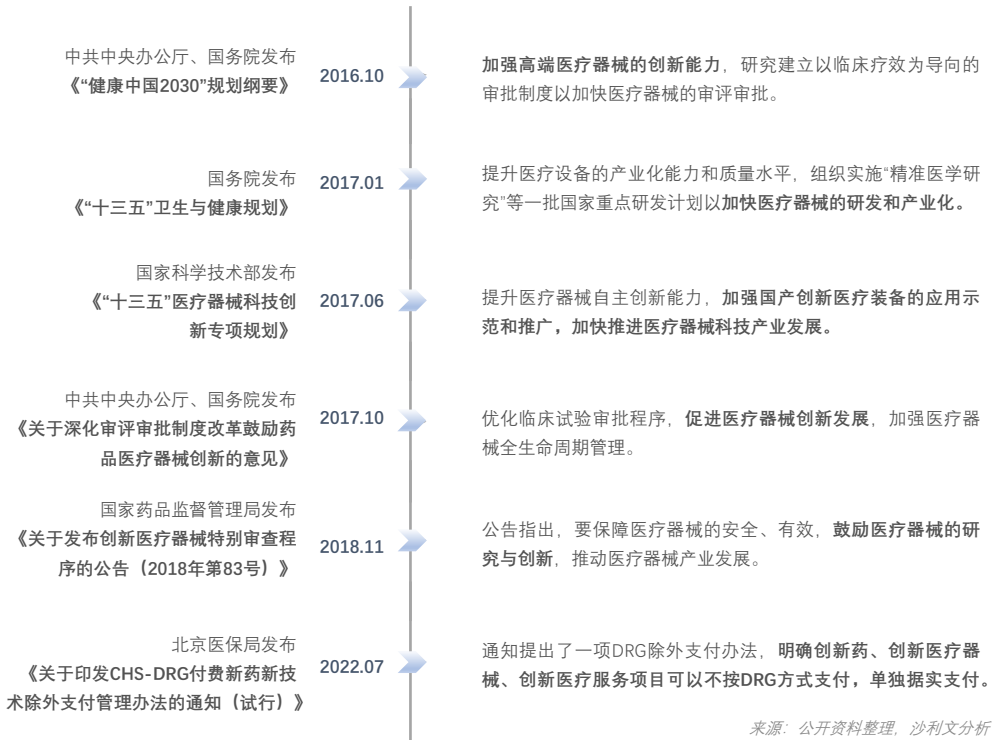 中共中央办公厅、国务院发布
《“健康中国2030”规划纲要》
2016.10
加强高端医疗器械的创新能力，研究建立以临床疗效为导向的
审批制度以加快医疗器械的审评审批。
国务院发布
《“十三五”卫生与健康规划》
2017.01
提升医疗设备的产业化能力和质量水平，组织实施“精准医学研
究”等一批国家重点研发计划以加快医疗器械的研发和产业化。
国家科学技术部发布
《“十三五”医疗器械科技创
新专项规划》
2017.06
提升医疗器械自主创新能力，加强国产创新医疗装备的应用示
范和推广，加快推进医疗器械科技产业发展。
中共中央办公厅、国务院发布
《关于深化审评审批制度改革鼓励药
品医疗器械创新的意见》
2017.10
优化临床试验审批程序，促进医疗器械创新发展，加强医疗器
械全生命周期管理。
国家药品监督管理局发布
《关于发布创新医疗器械特别审查程
序的公告（2018年第83号）》
2018.11
公告指出，要保障医疗器械的安全、有效，鼓励医疗器械的研
究与创新，推动医疗器械产业发展。
北京医保局发布
《关于印发CHS-DRG付费新药新技
术除外支付管理办法的通知（试行）》
2022.07
通知提出了一项DRG除外支付办法，明确创新药、创新医疗器
械、创新医疗服务项目可以不按DRG方式支付，单独据实支付。
来源：公开资料整理，沙利文分析